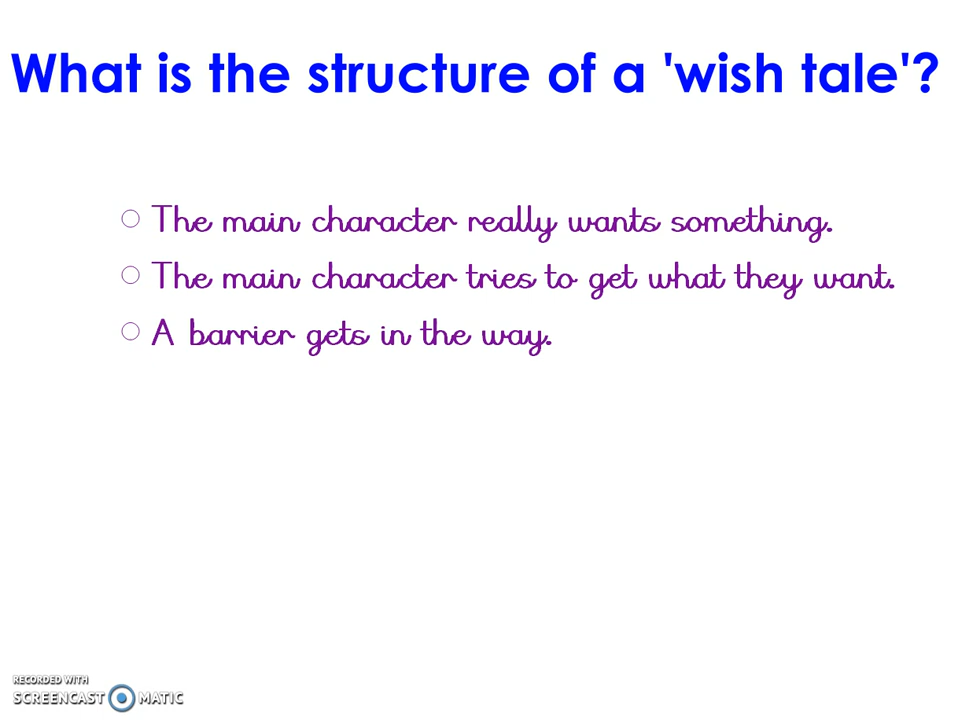 What is the structure of a 'wish tale'?
The main character really wants something.
The main character tries to get what they want.
A barrier gets in the way.
RECORDED WITH
SCREENCAST MATIC